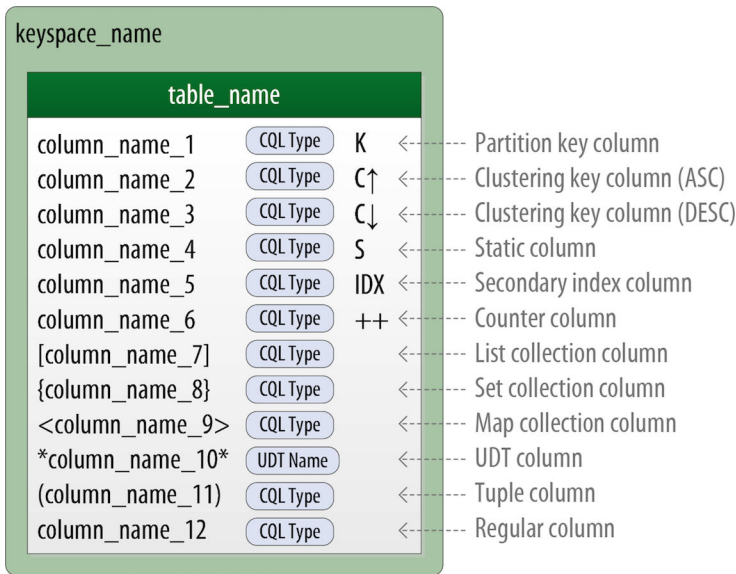 keyspace_name
table_name
column_name_1 CQL Type K Partition key column
column_name_2 CQL Type C↑ Clustering key column (ASC)
column_name_3 CQL Type C↓ Clustering key column (DESC)
column_name_4 CQL Type S Static column
column_name_5 CQL Type IDX Secondary index column
column_name_6 CQL Type ++ Counter column
[column_name_7] CQL Type List collection column
{column_name_8} CQL Type Set collection column
<column_name_9> CQL Type Map collection column
*column_name_10* UDT Name UDT column
(column_name_11) CQL Type Tuple column
column_name_12 CQL Type Regular column